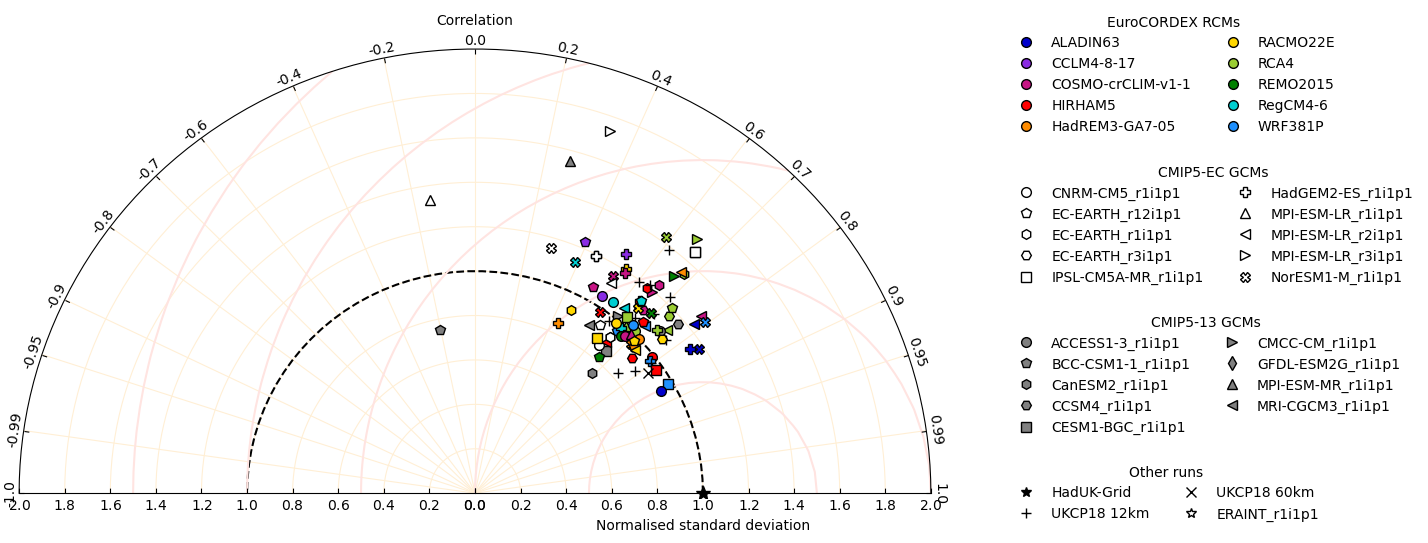 Correlation
-1.0
-0.99
-0.95
-0.9
-0.8
-0.7
-0.6
-0.4
-0.2
0.0
0.2
0.4
0.6
0.7
0.8
0.9
0.95
0.99
1.0
2.0 1.8 1.6 1.4 1.2 1.0 0.8 0.6 0.4 0.2 0.0 0.2 0.4 0.6 0.8 1.0 1.2 1.4 1.6 1.8 2.0
Normalised standard deviation
EuroCORDEX RCMs
ALADIN63
CCLM4-8-17
COSMO-crCLIM-v1-1
HIRHAM5
HadREM3-GA7-05
RACMO22E
RCA4
REMO2015
RegCM4-6
WRF381P
CMIP5-EC GCMs
CNRM-CM5_r1i1p1
EC-EARTH_r12i1p1
EC-EARTH_r1i1p1
EC-EARTH_r3i1p1
IPSL-CM5A-MR_r1i1p1
HadGEM2-ES_r1i1p1
MPI-ESM-LR_r1i1p1
MPI-ESM-LR_r2i1p1
MPI-ESM-LR_r3i1p1
NorESM1-M_r1i1p1
CMIP5-13 GCMs
ACCESS1-3_r1i1p1
BCC-CSM1-1_r1i1p1
CanESM2_r1i1p1
CCSM4_r1i1p1
CESM1-BGC_r1i1p1
CMCC-CM_r1i1p1
GFDL-ESM2G_r1i1p1
MPI-ESM-MR_r1i1p1
MRI-CGCM3_r1i1p1
Other runs
HadUK-Grid
UKCP18 12km
UKCP18 60km
ERAINT_r1i1p1